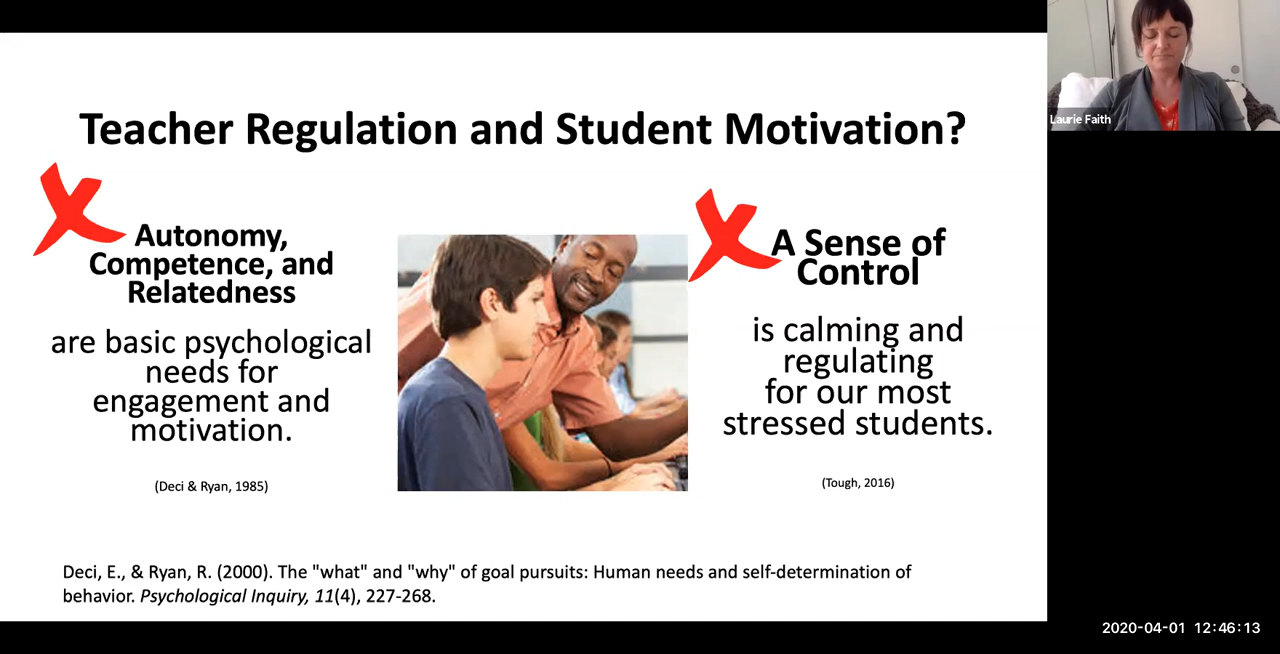 Teacher Regulation and Student Motivation?
Autonomy,
Competence, and
Relatedness
are basic psychological
needs for
engagement and
motivation.
(Deci & Ryan, 1985)
A Sense of
Control
is calming and
regulating
for our most
stressed students.
(Tough, 2016)
Deci, E., & Ryan, R. (2000). The "what" and "why" of goal pursuits: Human needs and self-determination of
behavior. Psychological Inquiry, 11(4), 227-268.
Laurie Faith
2020-04-01 12:46:13